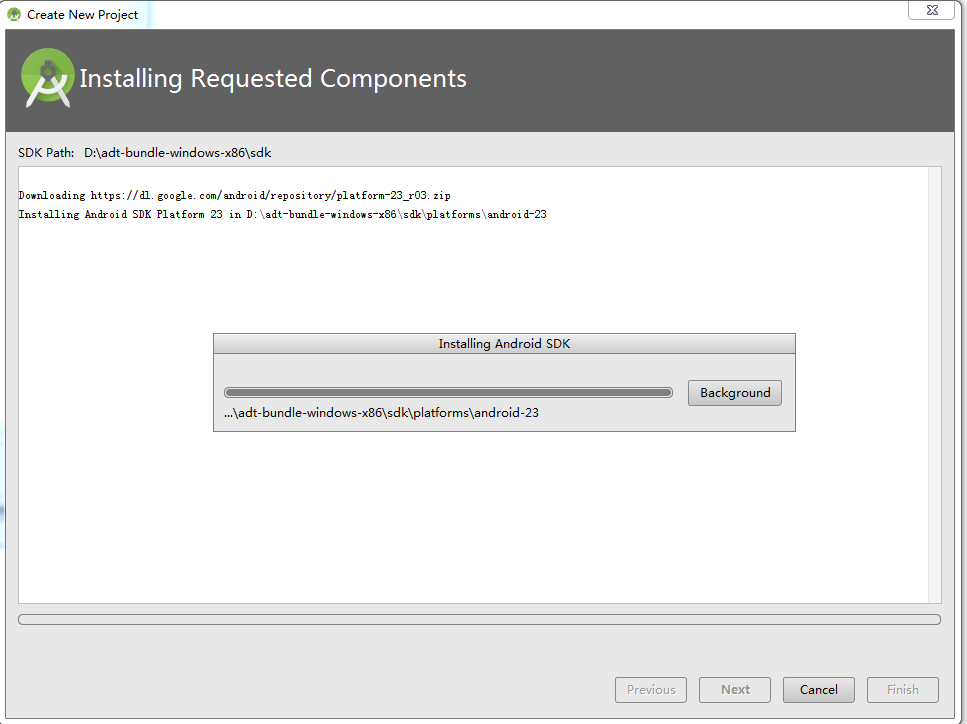 Create New Project
Installing Requested Components
SDK Path: D:\adt-bundle-windows-x86\sdk
Downloading https://dl.google.com/android/repository/platform-23_r03.zip
Installing Android SDK Platform 23 in D:\adt-bundle-windows-x86\sdk\platforms\android-23
Installing Android SDK
Background
...\adt-bundle-windows-x86\sdk\platforms\android-23
Previous Next Cancel Finish